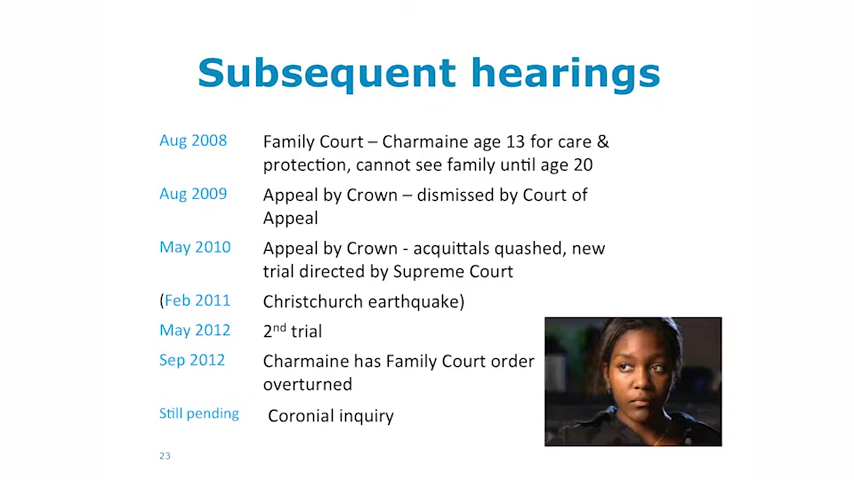 Subsequent hearings
Aug 2008 Family Court – Charmaine age 13 for care &
protection, cannot see family until age 20
Aug 2009 Appeal by Crown – dismissed by Court of
Appeal
May 2010 Appeal by Crown - acquittals quashed, new
trial directed by Supreme Court
(Feb 2011 Christchurch earthquake)
May 2012 2nd trial
Sep 2012 Charmaine has Family Court order
overturned
Still pending Coronial inquiry
23